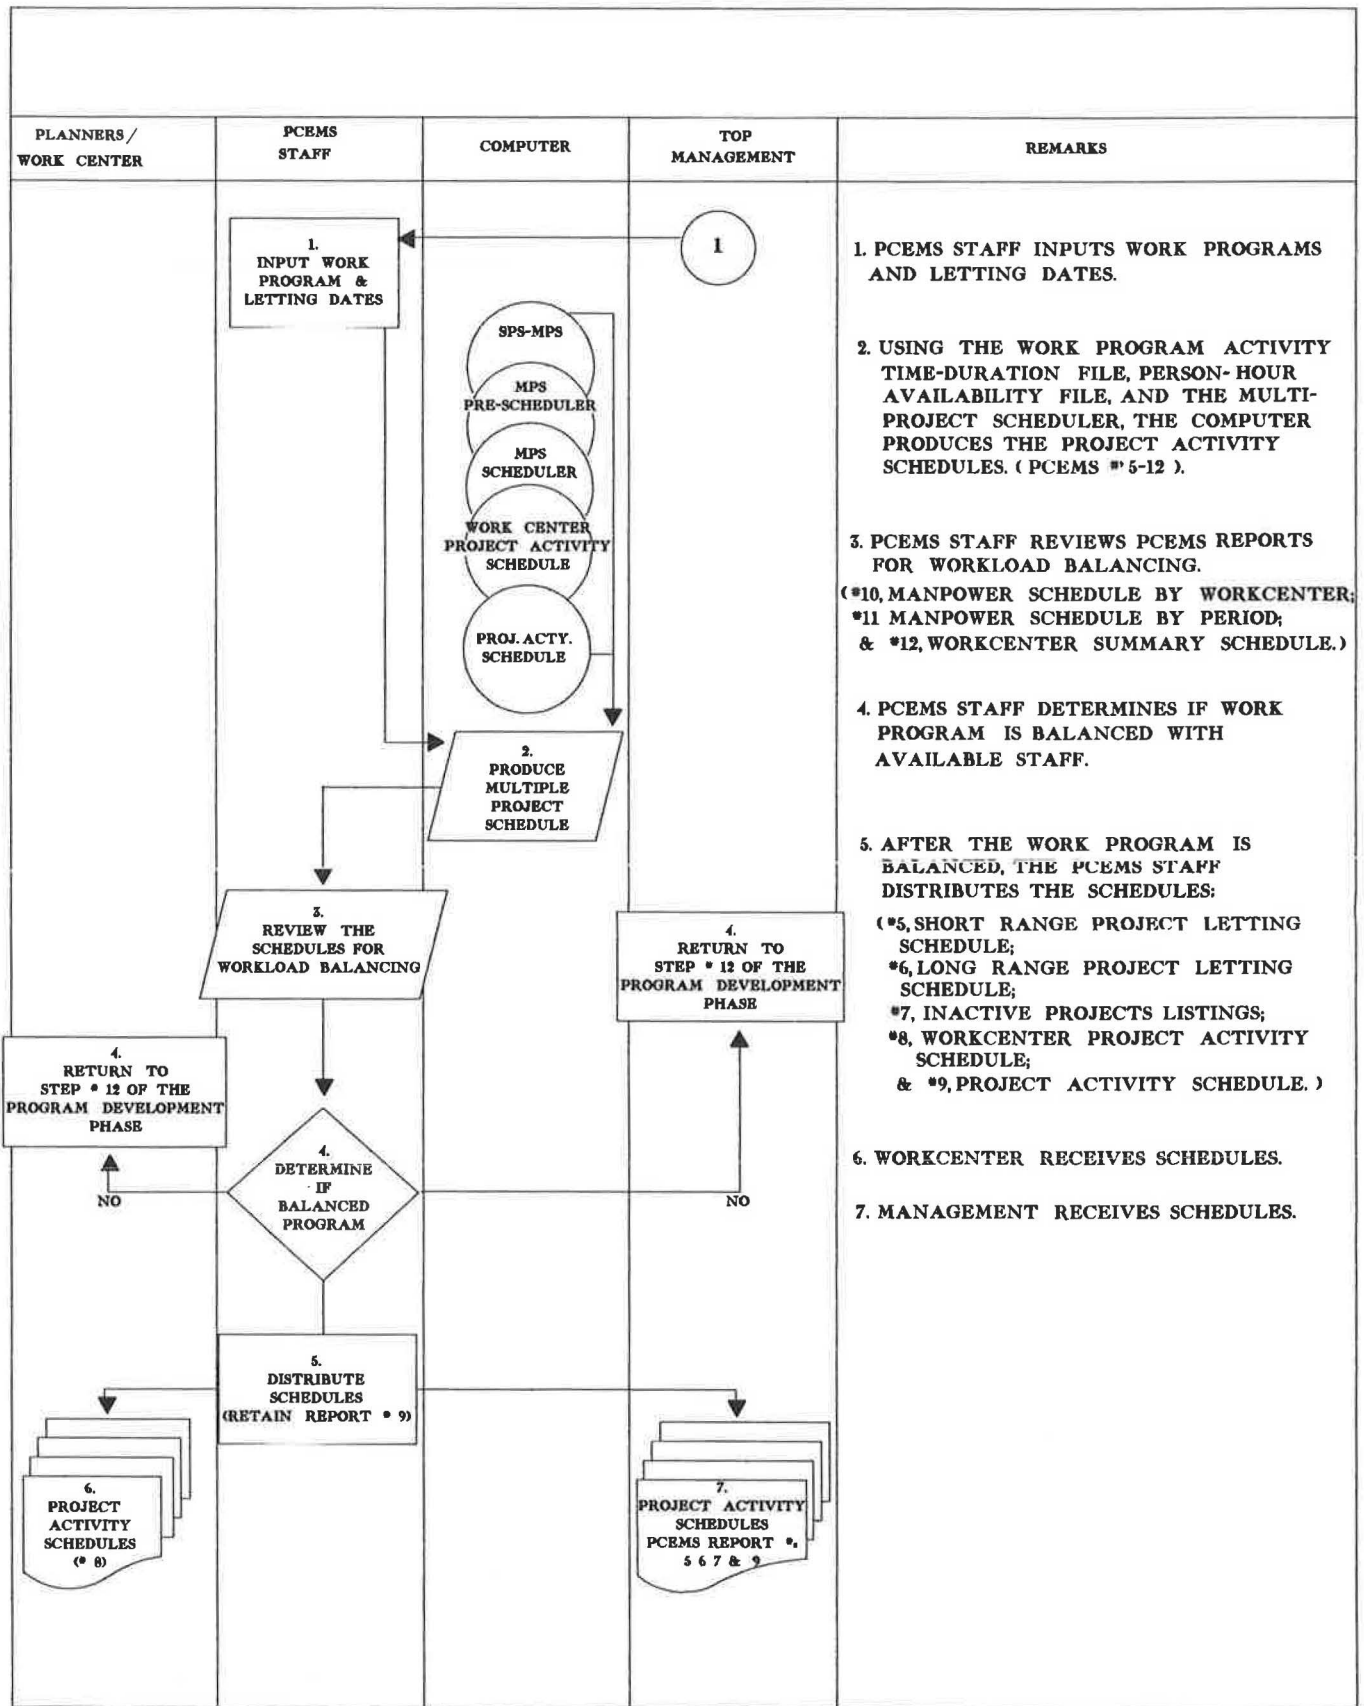 PLANNERS/
WORK CENTER
PCEMS
STAFF
COMPUTER
TOP
MANAGEMENT
REMARKS
1.
INPUT WORK
PROGRAM &
LETTING DATES
1
SPS-MPS
MPS
PRE-SCHEDULER
MPS
SCHEDULER
WORK CENTER
PROJECT ACTIVITY
SCHEDULE
PROJ. ACTY.
SCHEDULE
2.
PRODUCE
MULTIPLE
PROJECT
SCHEDULE
3.
REVIEW THE
SCHEDULES FOR
WORKLOAD BALANCING
4.
RETURN TO
STEP # 12 OF THE
PROGRAM DEVELOPMENT
PHASE
4.
RETURN TO
STEP # 12 OF THE
PROGRAM DEVELOPMENT
PHASE
4.
DETERMINE
IF
BALANCED
PROGRAM
NO
NO
5.
DISTRIBUTE
SCHEDULES
(RETAIN REPORT # 9)
6.
PROJECT
ACTIVITY
SCHEDULES
(# 8)
7.
PROJECT ACTIVITY
SCHEDULES
PCEMS REPORT #s
5 6 7 & 9
1. PCEMS STAFF INPUTS WORK PROGRAMS
AND LETTING DATES.
2. USING THE WORK PROGRAM ACTIVITY
TIME-DURATION FILE, PERSON-HOUR
AVAILABILITY FILE, AND THE MULTI-
PROJECT SCHEDULER, THE COMPUTER
PRODUCES THE PROJECT ACTIVITY
SCHEDULES. ( PCEMS #' 5-12 ).
3. PCEMS STAFF REVIEWS PCEMS REPORTS
FOR WORKLOAD BALANCING.
(#10, MANPOWER SCHEDULE BY WORKCENTER;
#11 MANPOWER SCHEDULE BY PERIOD;
& #12, WORKCENTER SUMMARY SCHEDULE.)
4. PCEMS STAFF DETERMINES IF WORK
PROGRAM IS BALANCED WITH
AVAILABLE STAFF.
5. AFTER THE WORK PROGRAM IS
BALANCED, THE PCEMS STAFF
DISTRIBUTES THE SCHEDULES:
(#5, SHORT RANGE PROJECT LETTING
SCHEDULE;
#6, LONG RANGE PROJECT LETTING
SCHEDULE;
#7, INACTIVE PROJECTS LISTINGS;
#8, WORKCENTER PROJECT ACTIVITY
SCHEDULE;
& #9, PROJECT ACTIVITY SCHEDULE. )
6. WORKCENTER RECEIVES SCHEDULES.
7. MANAGEMENT RECEIVES SCHEDULES.